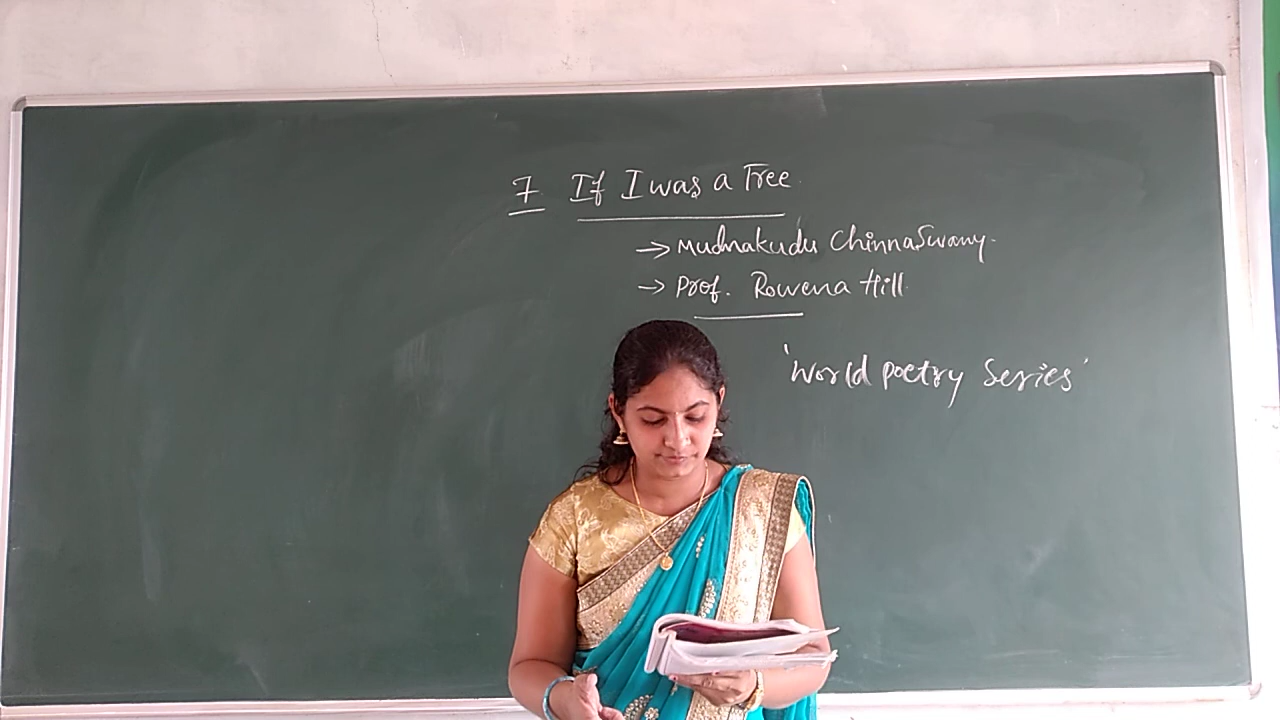 7 If I was a Tree
→ Mudnakudu ChinnaSwamy.
→ Prof. Rowena Hill
'World Poetry Series'